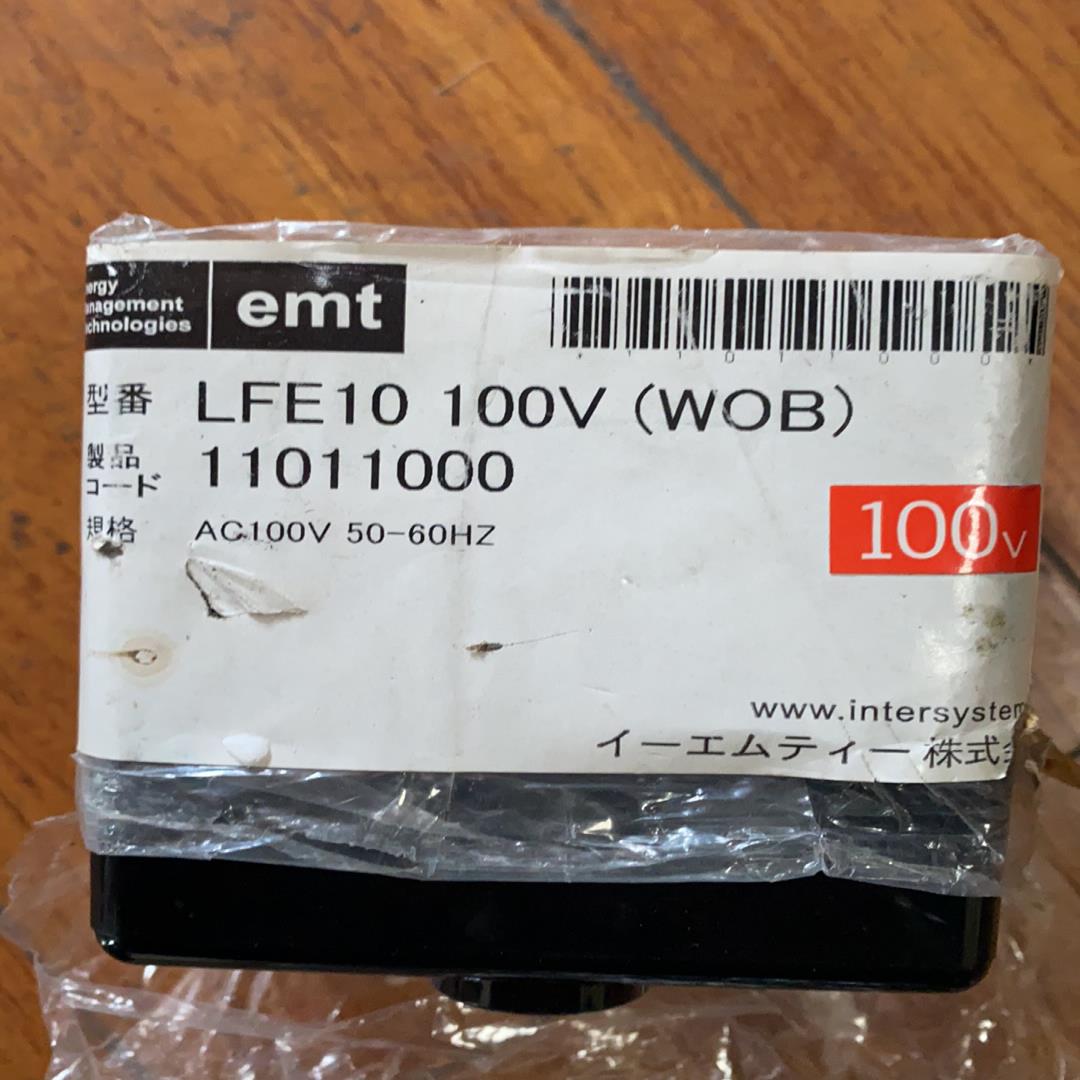 ergy
anagement
chnologies
emt
*11011000*
型番 LFE10 100V (WOB)
製品コード 11011000
規格 AC100V 50-60HZ
100V
www.intersystem
イーエムティー 株式